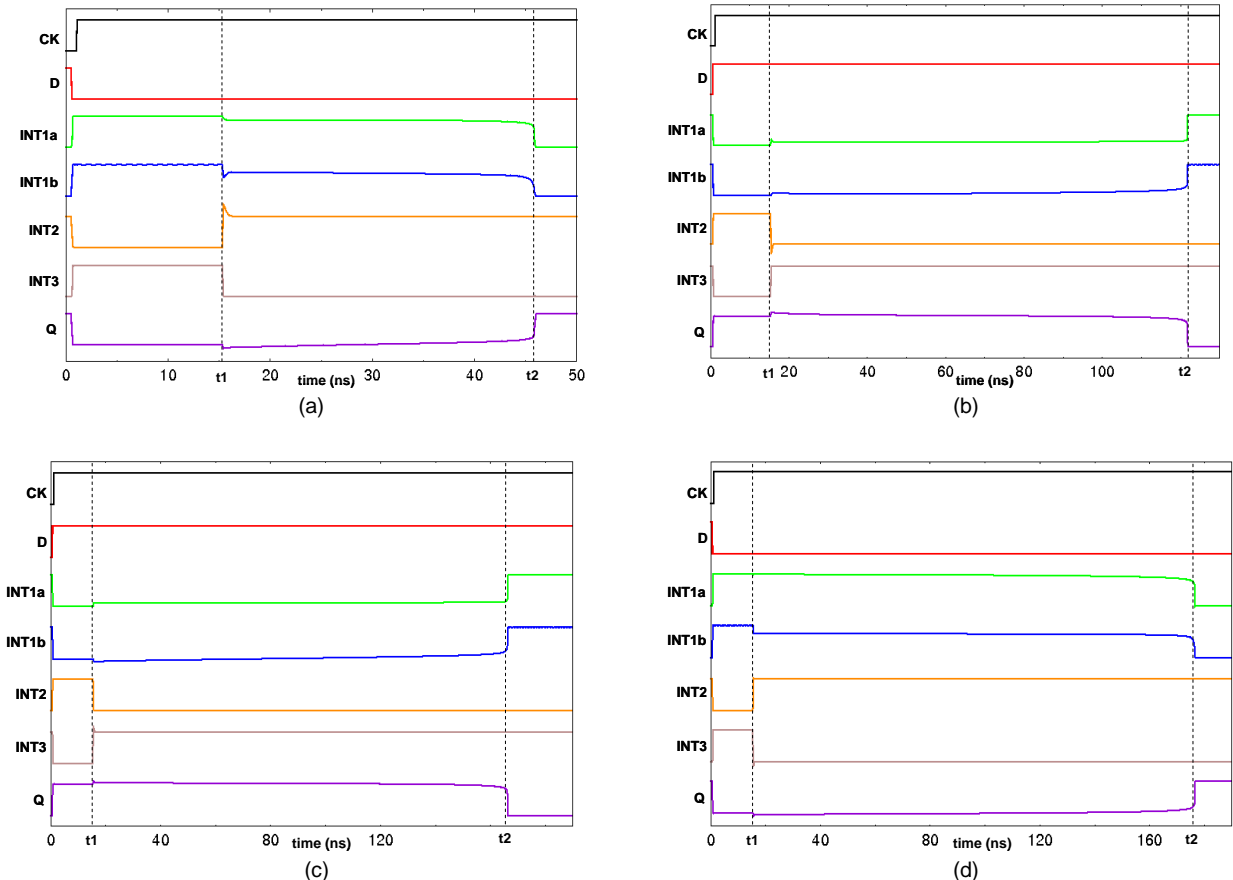 CK
D
INT1a
INT1b
INT2
INT3
Q
0 10 t1 20 30 40 t2 50
time (ns)
(a)
CK
D
INT1a
INT1b
INT2
INT3
Q
0 t1 20 40 60 80 100 t2
time (ns)
(b)
CK
D
INT1a
INT1b
INT2
INT3
Q
0 t1 40 80 120 t2
time (ns)
(c)
CK
D
INT1a
INT1b
INT2
INT3
Q
0 t1 40 80 120 160 t2
time (ns)
(d)